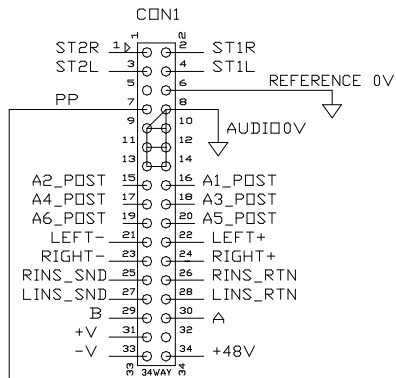 CON1
1 2
ST2R 1 2 ST1R
ST2L 3 4 ST1L
5 6 REFERENCE 0V
PP 7 8
9 10 AUDIO0V
11 12
13 14
A2_POST 15 16 A1_POST
A4_POST 17 18 A3_POST
A6_POST 19 20 A5_POST
LEFT- 21 22 LEFT+
RIGHT- 23 24 RIGHT+
RINS_SND 25 26 RINS_RTN
LINS_SND 27 28 LINS_RTN
B 29 30 A
+V 31 32
-V 33 34 +48V
33 34WAY 34